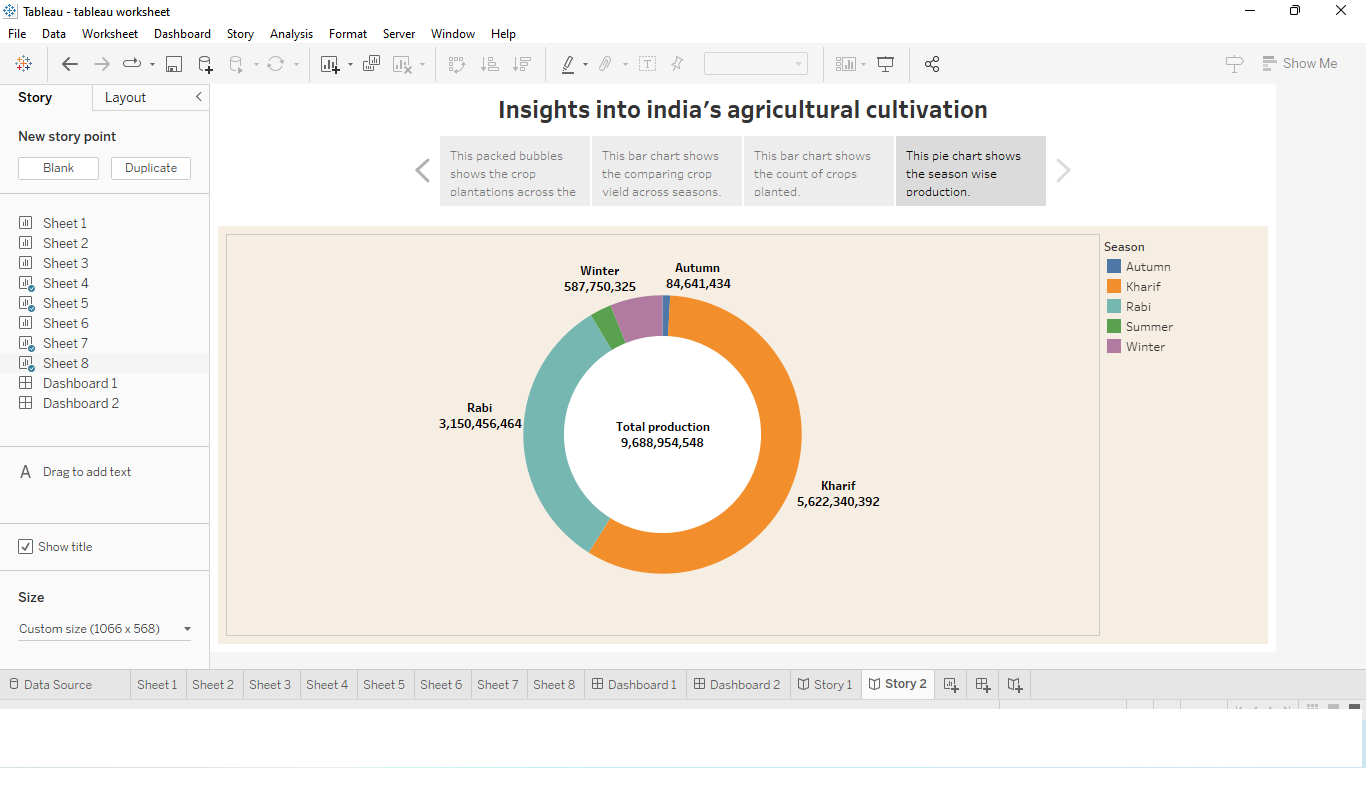 Tableau - tableau worksheet
File Data Worksheet Dashboard Story Analysis Format Server Window Help
Show Me
Story Layout
New story point
Blank Duplicate
Sheet 1
Sheet 2
Sheet 3
Sheet 4
Sheet 5
Sheet 6
Sheet 7
Sheet 8
Dashboard 1
Dashboard 2
A Drag to add text
Show title
Size
Custom size (1066 x 568)
Insights into india's agricultural cultivation
This packed bubbles
shows the crop
plantations across the
This bar chart shows
the comparing crop
yield across seasons.
This bar chart shows
the count of crops
planted.
This pie chart shows
the season wise
production.
Winter
587,750,325
Autumn
84,641,434
Rabi
3,150,456,464
Total production
9,688,954,548
Kharif
5,622,340,392
Season
Autumn
Kharif
Rabi
Summer
Winter
Data Source Sheet 1 Sheet 2 Sheet 3 Sheet 4 Sheet 5 Sheet 6 Sheet 7 Sheet 8 Dashboard 1 Dashboard 2 Story 1 Story 2